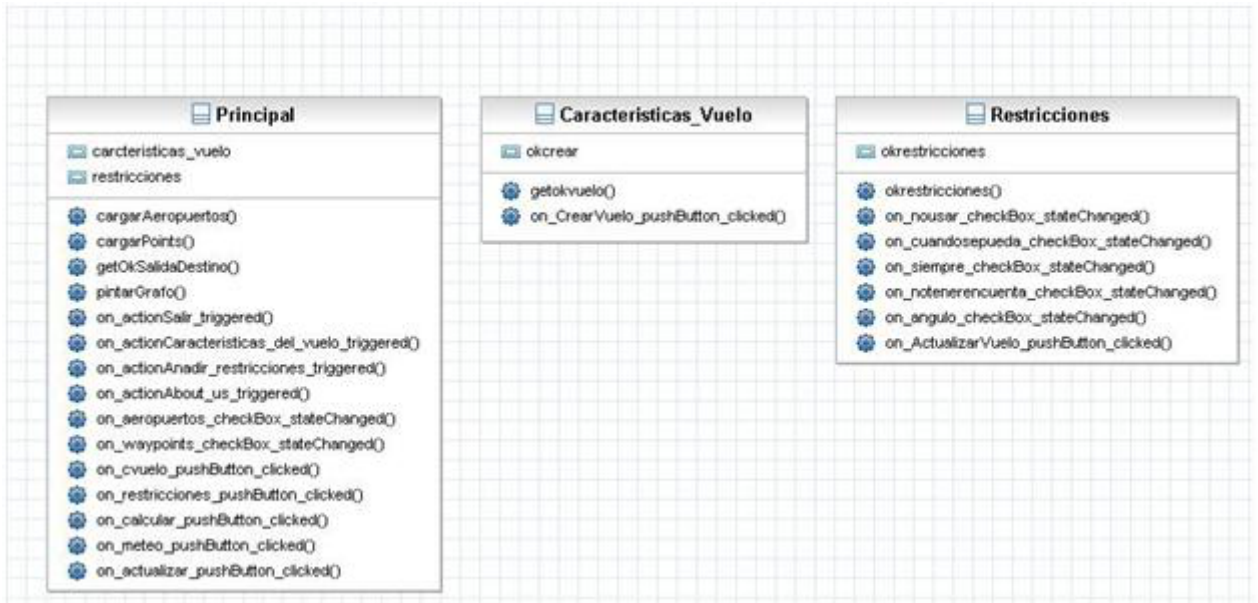 Principal
carcteristicas_vuelo
restricciones
cargarAeropuertos()
cargarPoints()
getOkSalidaDestino()
pintarGrafo()
on_actionSalir_triggered()
on_actionCaracteristicas_del_vuelo_triggered()
on_actionAnadir_restricciones_triggered()
on_actionAbout_us_triggered()
on_aeropuertos_checkBox_stateChanged()
on_waypoints_checkBox_stateChanged()
on_cvuelo_pushButton_clicked()
on_restricciones_pushButton_clicked()
on_calcular_pushButton_clicked()
on_meteo_pushButton_clicked()
on_actualizar_pushButton_clicked()
Caracteristicas_Vuelo
okcrear
getokvuelo()
on_CrearVuelo_pushButton_clicked()
Restricciones
okrestricciones
okrestricciones()
on_nousar_checkBox_stateChanged()
on_cuandosepueda_checkBox_stateChanged()
on_siempre_checkBox_stateChanged()
on_notenerencuenta_checkBox_stateChanged()
on_angulo_checkBox_stateChanged()
on_ActualizarVuelo_pushButton_clicked()